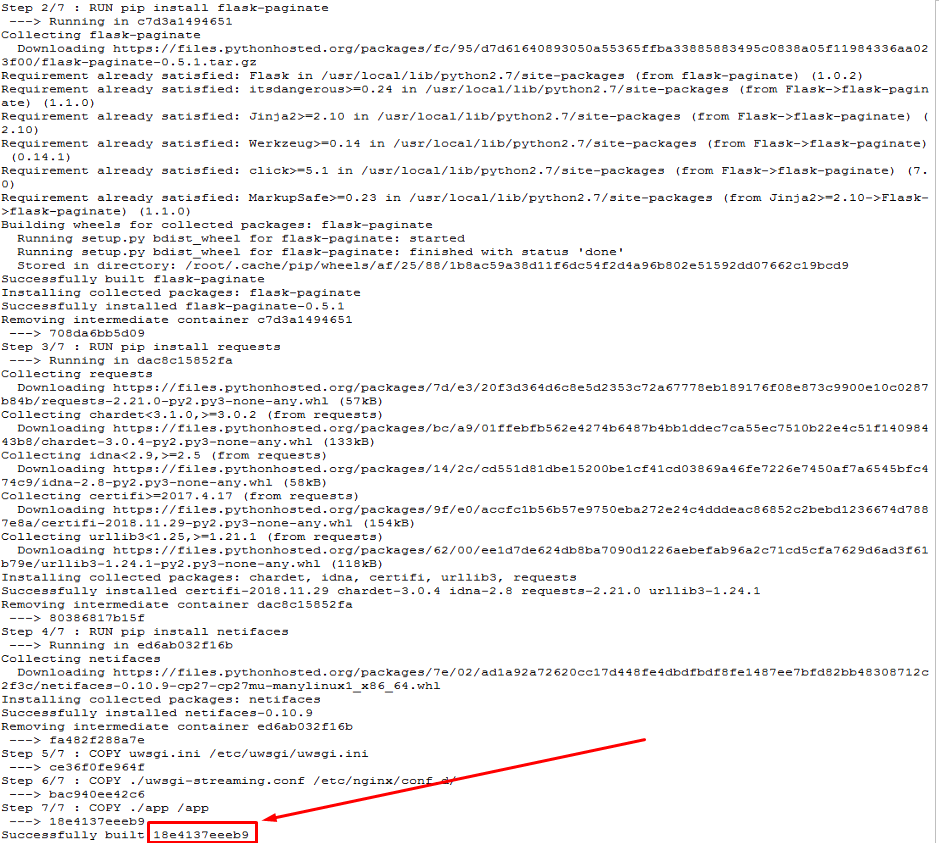 Step 2/7 : RUN pip install flask-paginate
 ---> Running in c7d3a1494651
Collecting flask-paginate
  Downloading https://files.pythonhosted.org/packages/fc/95/d7d61640893050a55365ffba33885883495c0838a05f11984336aa02
3f00/flask-paginate-0.5.1.tar.gz
Requirement already satisfied: Flask in /usr/local/lib/python2.7/site-packages (from flask-paginate) (1.0.2)
Requirement already satisfied: itsdangerous>=0.24 in /usr/local/lib/python2.7/site-packages (from Flask->flask-pagin
ate) (1.1.0)
Requirement already satisfied: Jinja2>=2.10 in /usr/local/lib/python2.7/site-packages (from Flask->flask-paginate) (
2.10)
Requirement already satisfied: Werkzeug>=0.14 in /usr/local/lib/python2.7/site-packages (from Flask->flask-paginate)
 (0.14.1)
Requirement already satisfied: click>=5.1 in /usr/local/lib/python2.7/site-packages (from Flask->flask-paginate) (7.
0)
Requirement already satisfied: MarkupSafe>=0.23 in /usr/local/lib/python2.7/site-packages (from Jinja2>=2.10->Flask-
>flask-paginate) (1.1.0)
Building wheels for collected packages: flask-paginate
  Running setup.py bdist_wheel for flask-paginate: started
  Running setup.py bdist_wheel for flask-paginate: finished with status 'done'
  Stored in directory: /root/.cache/pip/wheels/af/25/88/1b8ac59a38d11f6dc54f2d4a96b802e51592dd07662c19bcd9
Successfully built flask-paginate
Installing collected packages: flask-paginate
Successfully installed flask-paginate-0.5.1
Removing intermediate container c7d3a1494651
 ---> 708da6bb5d09
Step 3/7 : RUN pip install requests
 ---> Running in dac8c15852fa
Collecting requests
  Downloading https://files.pythonhosted.org/packages/7d/e3/20f3d364d6c8e5d2353c72a67778eb189176f08e873c9900e10c0287
b84b/requests-2.21.0-py2.py3-none-any.whl (57kB)
Collecting chardet<3.1.0,>=3.0.2 (from requests)
  Downloading https://files.pythonhosted.org/packages/bc/a9/01ffebfb562e4274b6487b4bb1ddec7ca55ec7510b22e4c51f140984
43b8/chardet-3.0.4-py2.py3-none-any.whl (133kB)
Collecting idna<2.9,>=2.5 (from requests)
  Downloading https://files.pythonhosted.org/packages/14/2c/cd551d81dbe15200be1cf41cd03869a46fe7226e7450af7a6545bfc4
74c9/idna-2.8-py2.py3-none-any.whl (58kB)
Collecting certifi>=2017.4.17 (from requests)
  Downloading https://files.pythonhosted.org/packages/9f/e0/accfc1b56b57e9750eba272e24c4dddeac86852c2bebd1236674d788
7e8a/certifi-2018.11.29-py2.py3-none-any.whl (154kB)
Collecting urllib3<1.25,>=1.21.1 (from requests)
  Downloading https://files.pythonhosted.org/packages/62/00/ee1d7de624db8ba7090d1226aebefab96a2c71cd5cfa7629d6ad3f61
b79e/urllib3-1.24.1-py2.py3-none-any.whl (118kB)
Installing collected packages: chardet, idna, certifi, urllib3, requests
Successfully installed certifi-2018.11.29 chardet-3.0.4 idna-2.8 requests-2.21.0 urllib3-1.24.1
Removing intermediate container dac8c15852fa
 ---> 80386817b15f
Step 4/7 : RUN pip install netifaces
 ---> Running in ed6ab032f16b
Collecting netifaces
  Downloading https://files.pythonhosted.org/packages/7e/02/ad1a92a72620cc17d448fe4dbdfbdf8fe1487ee7bfd82bb48308712c
2f3c/netifaces-0.10.9-cp27-cp27mu-manylinux1_x86_64.whl
Installing collected packages: netifaces
Successfully installed netifaces-0.10.9
Removing intermediate container ed6ab032f16b
 ---> fa482f288a7e
Step 5/7 : COPY uwsgi.ini /etc/uwsgi/uwsgi.ini
 ---> ce36f0fe964f
Step 6/7 : COPY ./uwsgi-streaming.conf /etc/nginx/conf.d/
 ---> bac940ee42c6
Step 7/7 : COPY ./app /app
 ---> 18e4137eeeb9
Successfully built 18e4137eeeb9